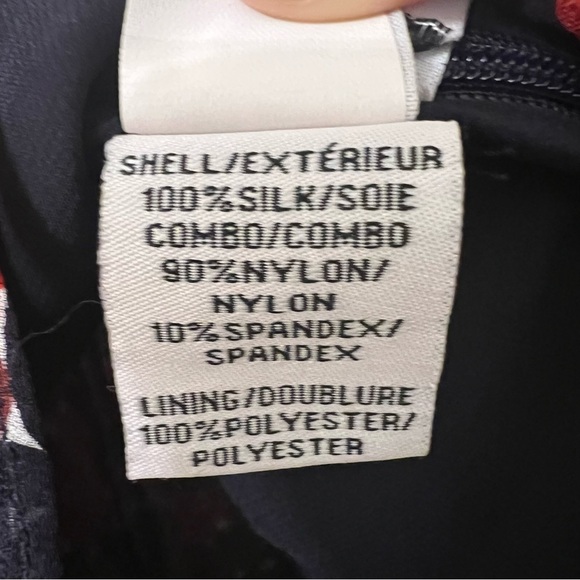 SHELL/EXTÉRIEUR
100%SILK/SOIE
COMBO/COMBO
90%NYLON/
NYLON
10%SPANDEX/
SPANDEX
LINING/DOUBLURE
100%POLYESTER/
POLYESTER